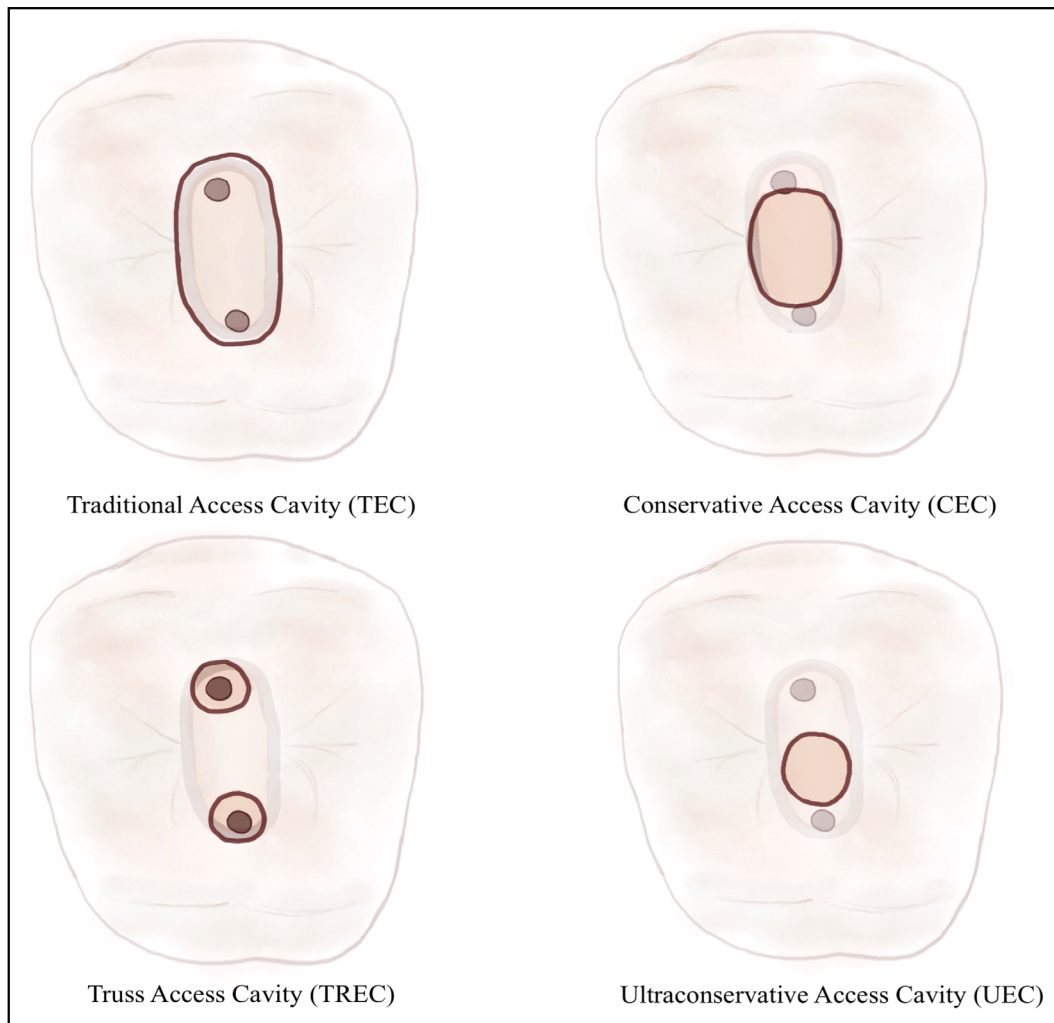 Traditional Access Cavity (TEC)
Conservative Access Cavity (CEC)
Truss Access Cavity (TREC)
Ultraconservative Access Cavity (UEC)